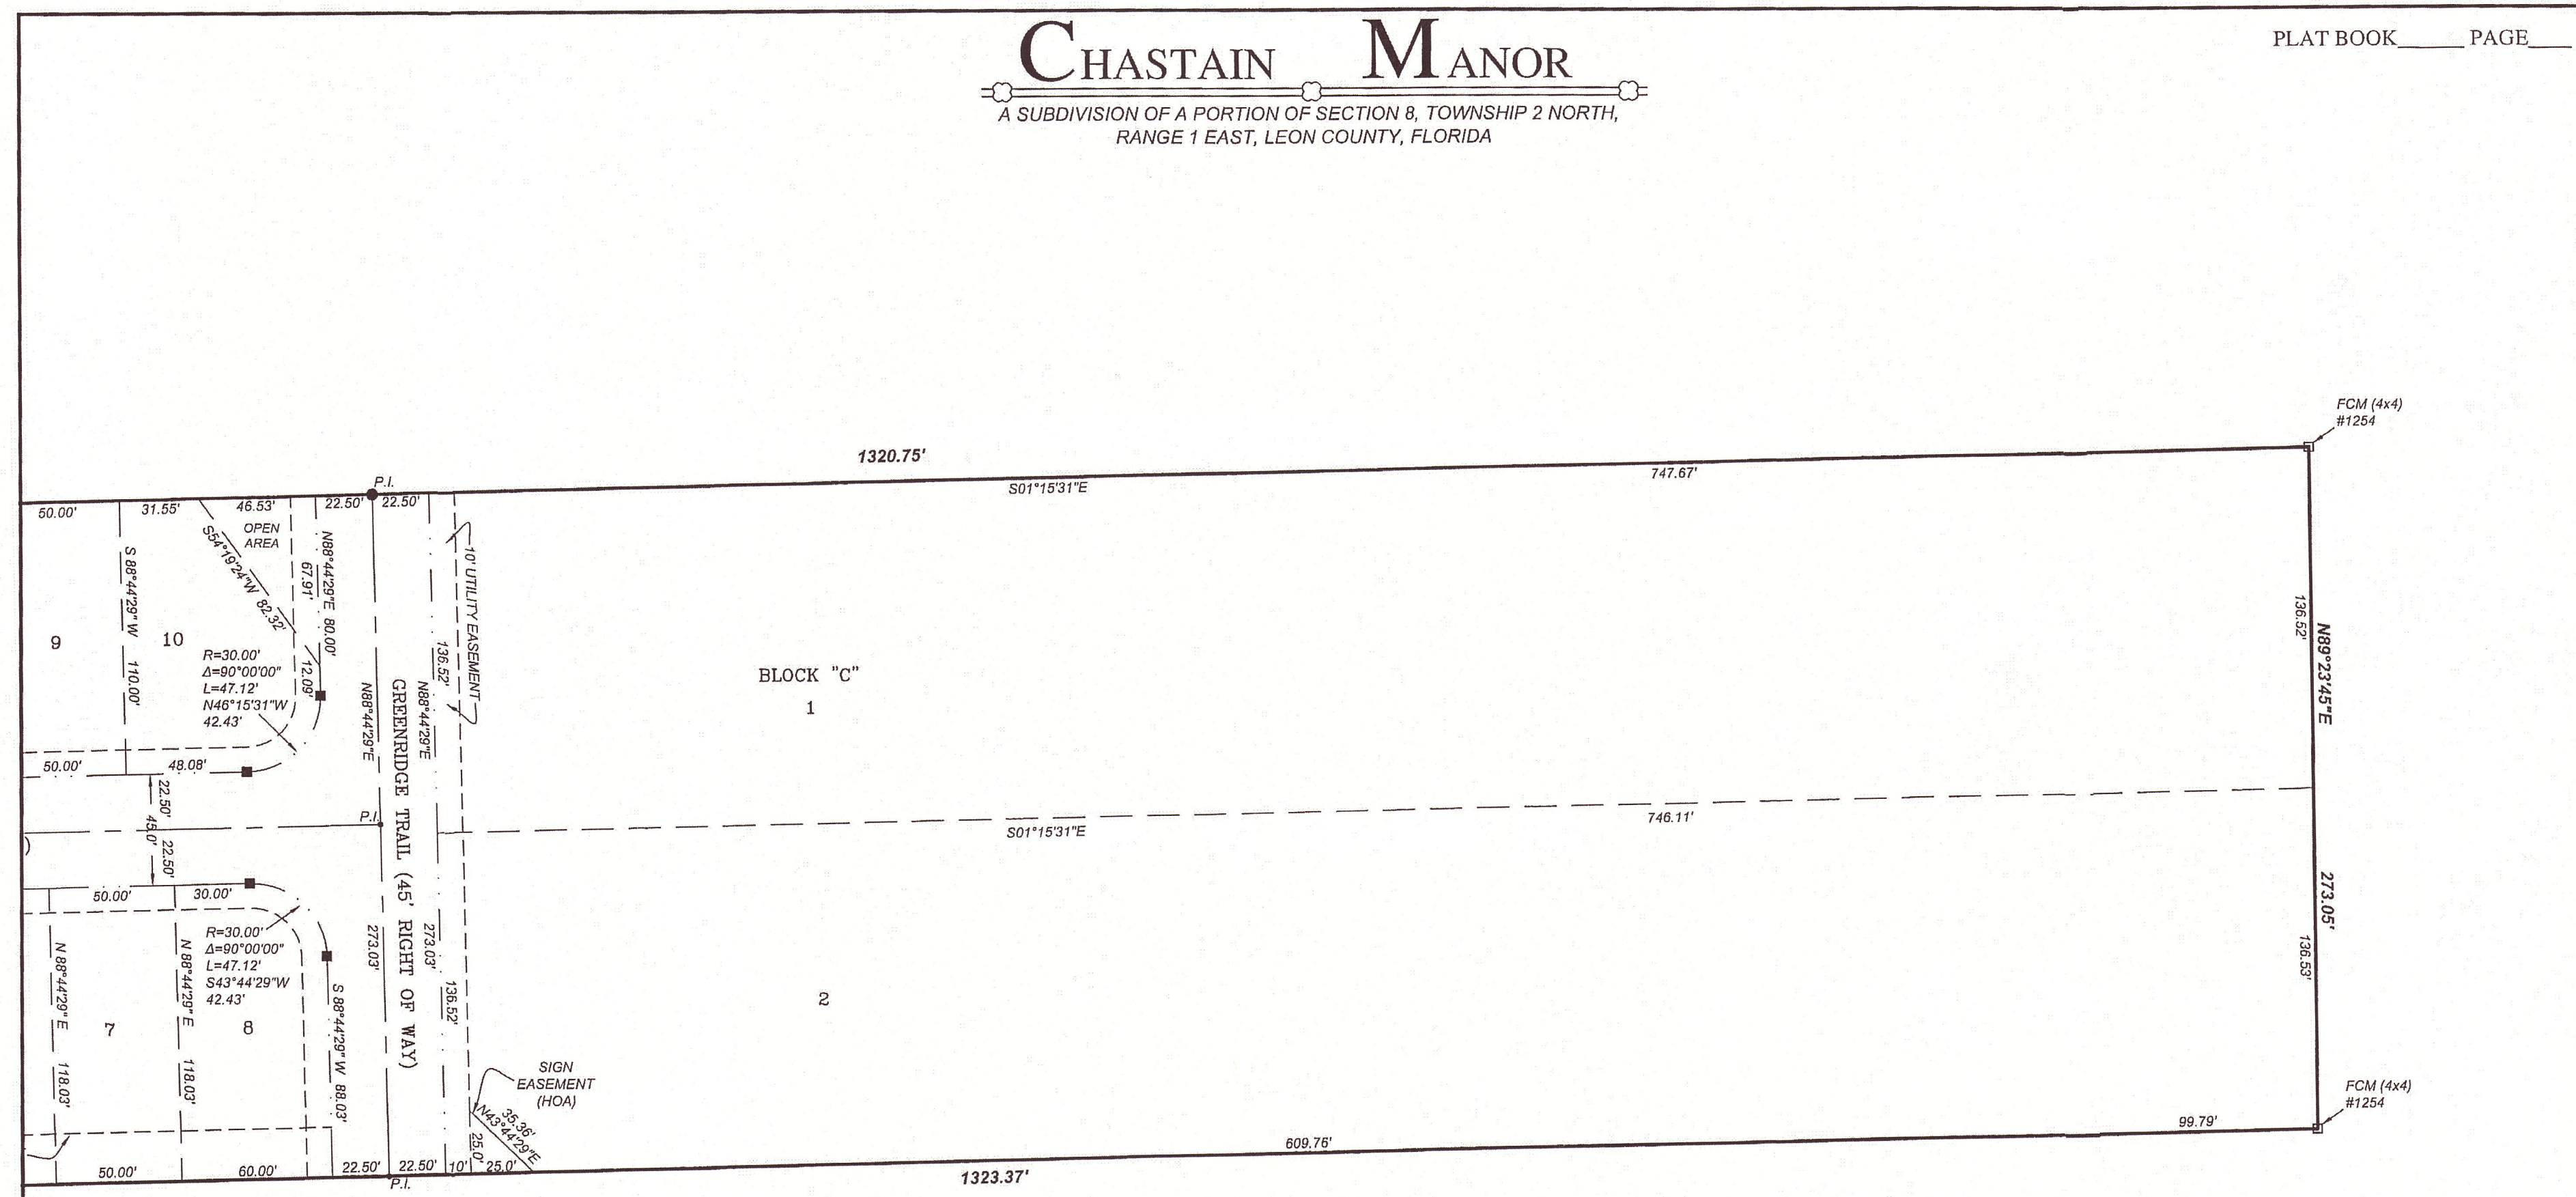 CHASTAIN MANOR
PLAT BOOK______ PAGE____
A SUBDIVISION OF A PORTION OF SECTION 8, TOWNSHIP 2 NORTH,
RANGE 1 EAST, LEON COUNTY, FLORIDA
FCM (4x4)
#1254
1320.75'
S01°15'31"E
747.67'
P.I.
50.00'
31.55'
46.53'
22.50'
22.50'
OPEN
AREA
S54°19'24"W 82.32'
N88°44'29"E 80.00'
67.91'
12.09'
S 88°44'29" W 110.00'
9
10
R=30.00'
Δ=90°00'00"
L=47.12'
N46°15'31"W
42.43'
50.00'
48.08'
22.50'
45.0'
22.50'
P.I.
N88°44'29"E
273.03'
GREENRIDGE TRAIL (45' RIGHT OF WAY)
N88°44'29"E
273.03'
136.52'
136.52'
10' UTILITY EASEMENT
BLOCK "C"
1
136.52'
N89°23'45"E
273.05'
136.53'
S01°15'31"E
746.11'
2
50.00'
30.00'
R=30.00'
Δ=90°00'00"
L=47.12'
S43°44'29"W
42.43'
N 88°44'29" E 118.03'
N 88°44'29" E 118.03'
S 88°44'29" W 88.03'
7
8
SIGN
EASEMENT
(HOA)
35.36'
N43°44'29"E
25.0'
50.00'
60.00'
22.50'
22.50'
10'
25.0'
P.I.
1323.37'
609.76'
99.79'
FCM (4x4)
#1254